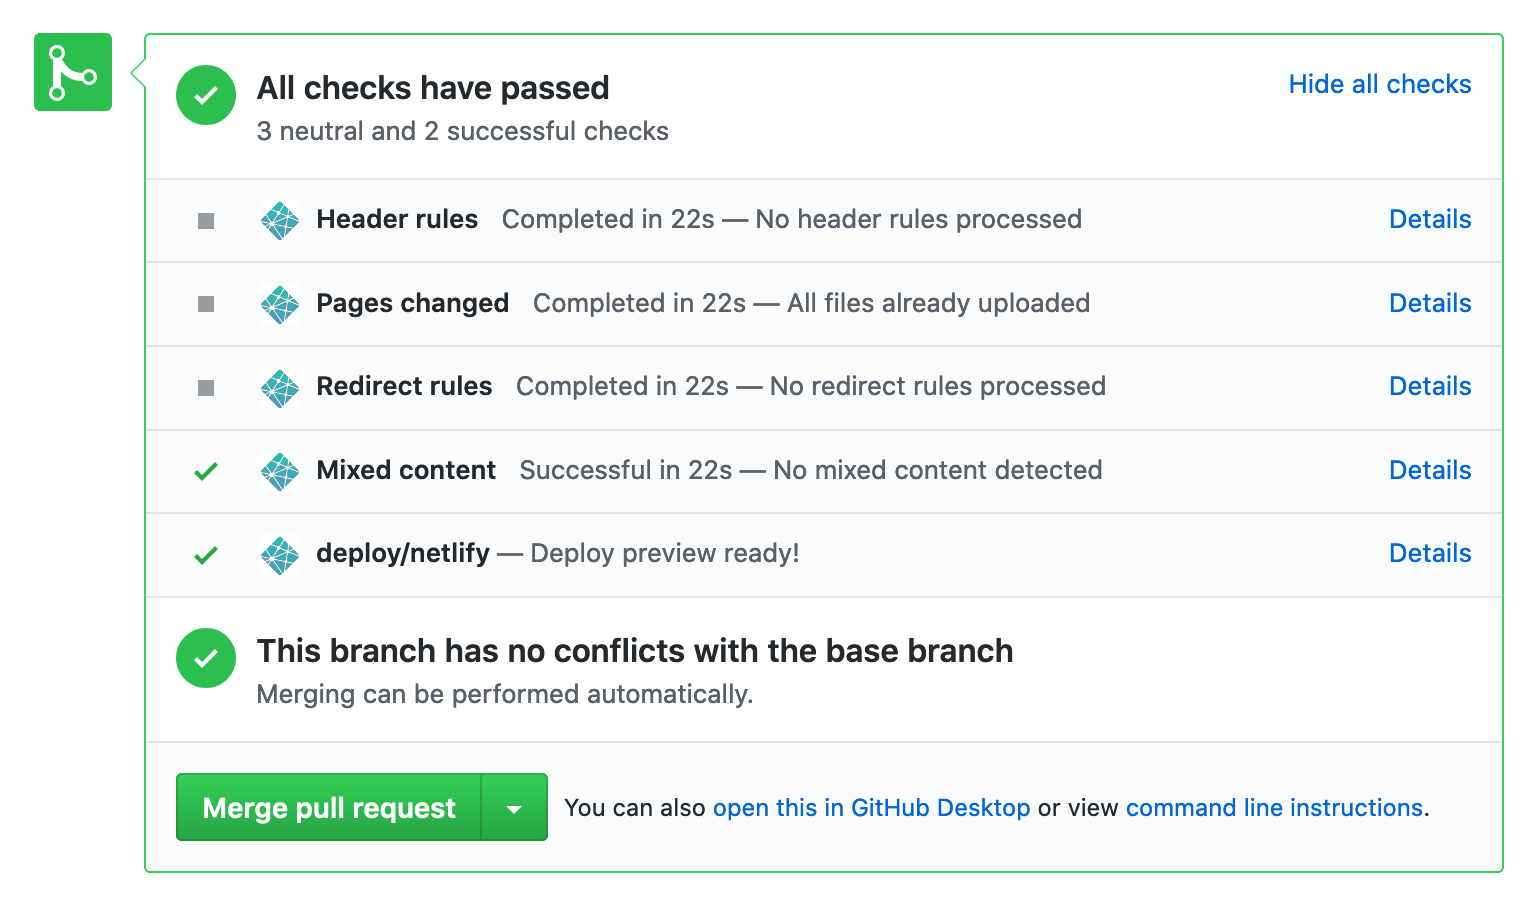 All checks have passed
Hide all checks
3 neutral and 2 successful checks
Header rules Completed in 22s — No header rules processed Details
Pages changed Completed in 22s — All files already uploaded Details
Redirect rules Completed in 22s — No redirect rules processed Details
Mixed content Successful in 22s — No mixed content detected Details
deploy/netlify — Deploy preview ready! Details
This branch has no conflicts with the base branch
Merging can be performed automatically.
Merge pull request You can also open this in GitHub Desktop or view command line instructions.